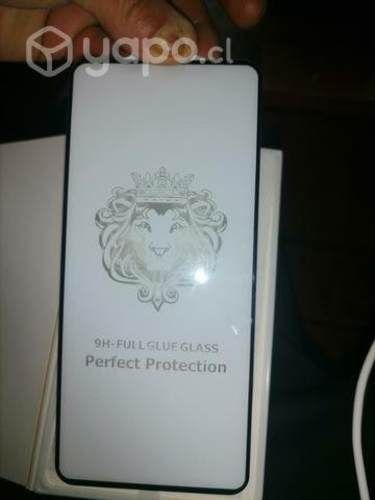 yapo.cl
9H-FULL GLUE GLASS
Perfect Protection